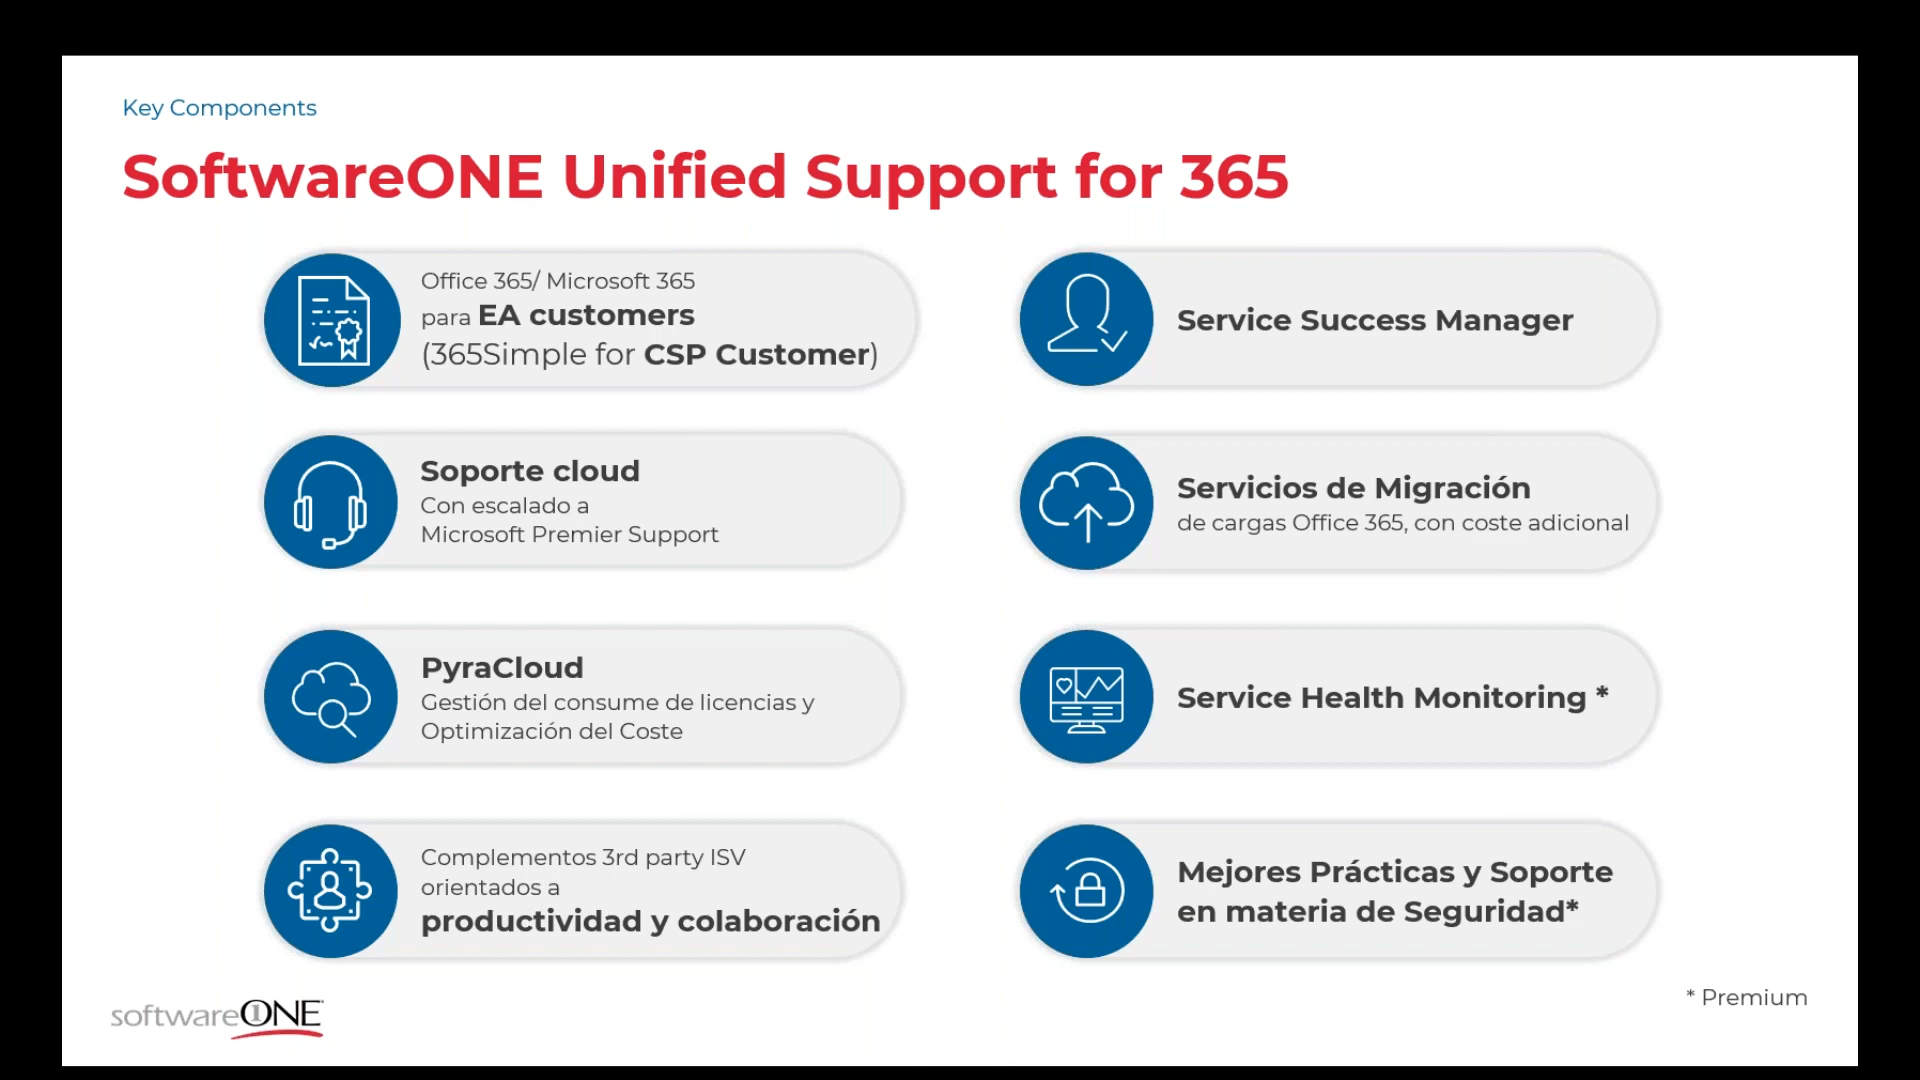 Key Components
SoftwareONE Unified Support for 365
Office 365/ Microsoft 365
para EA customers
(365Simple for CSP Customer)
Soporte cloud
Con escalado a
Microsoft Premier Support
PyraCloud
Gestión del consume de licencias y
Optimización del Coste
Complementos 3rd party ISV
orientados a
productividad y colaboración
Service Success Manager
Servicios de Migración
de cargas Office 365, con coste adicional
Service Health Monitoring *
Mejores Prácticas y Soporte
en materia de Seguridad*
* Premium
softwareONE